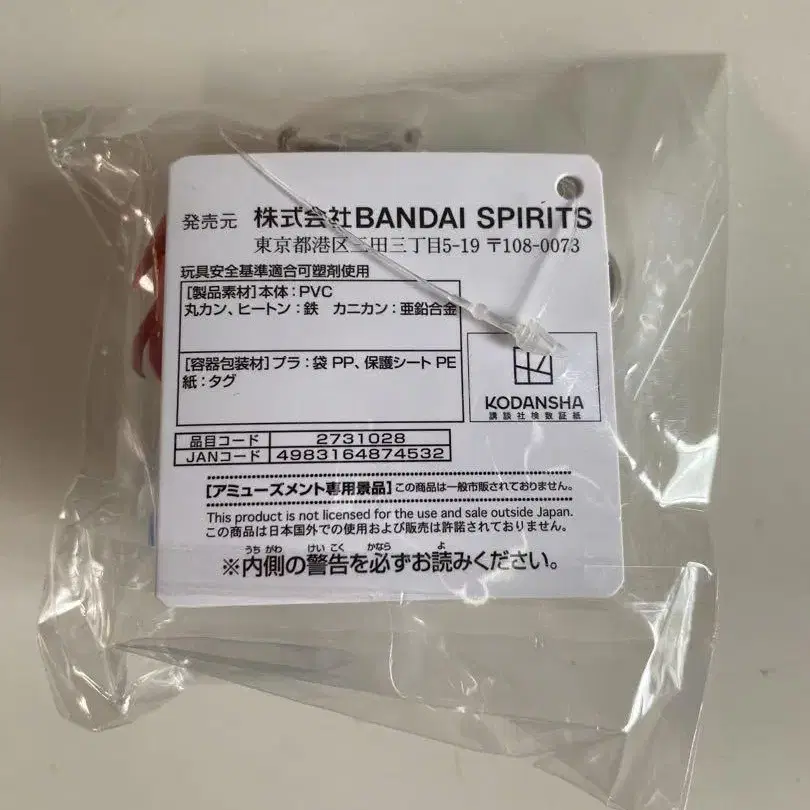 発売元 株式会社BANDAI SPIRITS
東京都港区三田三丁目5-19 〒108-0073
玩具安全基準適合可塑剤使用
[製品素材]本体：PVC
丸カン、ヒートン：鉄 カニカン：亜鉛合金
[容器包装材]プラ：袋 PP、保護シート PE
紙：タグ
KODANSHA
講談社検数証紙
品目コード 2731028
JANコード 4983164874532
[アミューズメント専用景品] この商品は一般市販されておりません。
This product is not licensed for the use and sale outside Japan.
この商品は日本国外での使用および販売は許諾されておりません。
うちがわ けいこく かなら よ
※内側の警告を必ずお読みください。